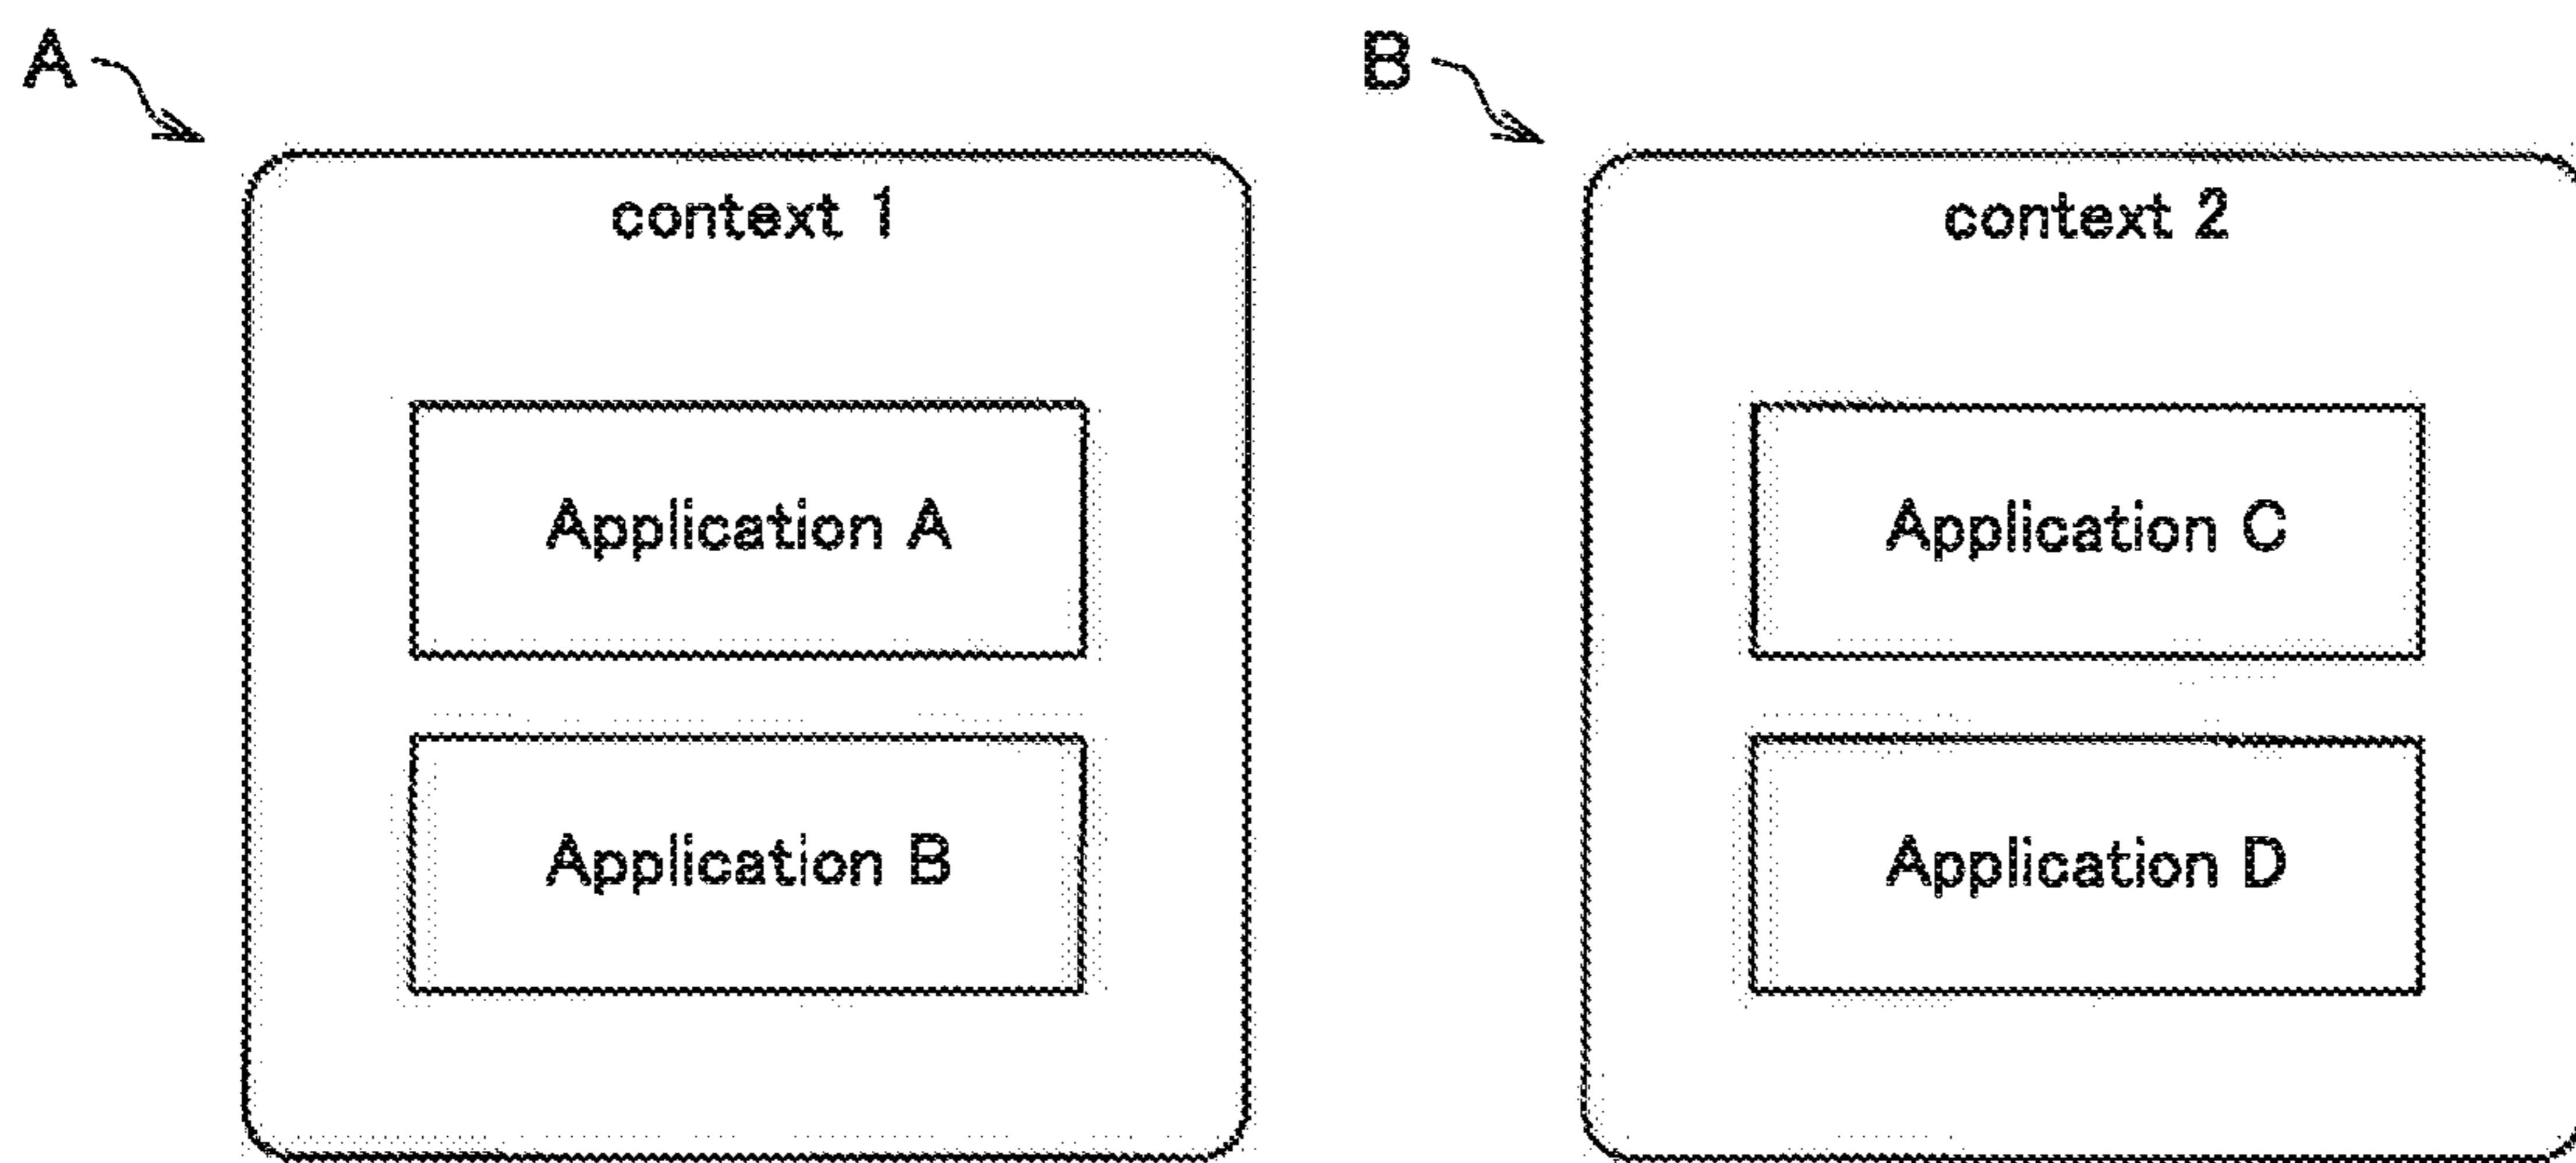 A
context 1
Application A
Application B
B
context 2
Application C
Application D